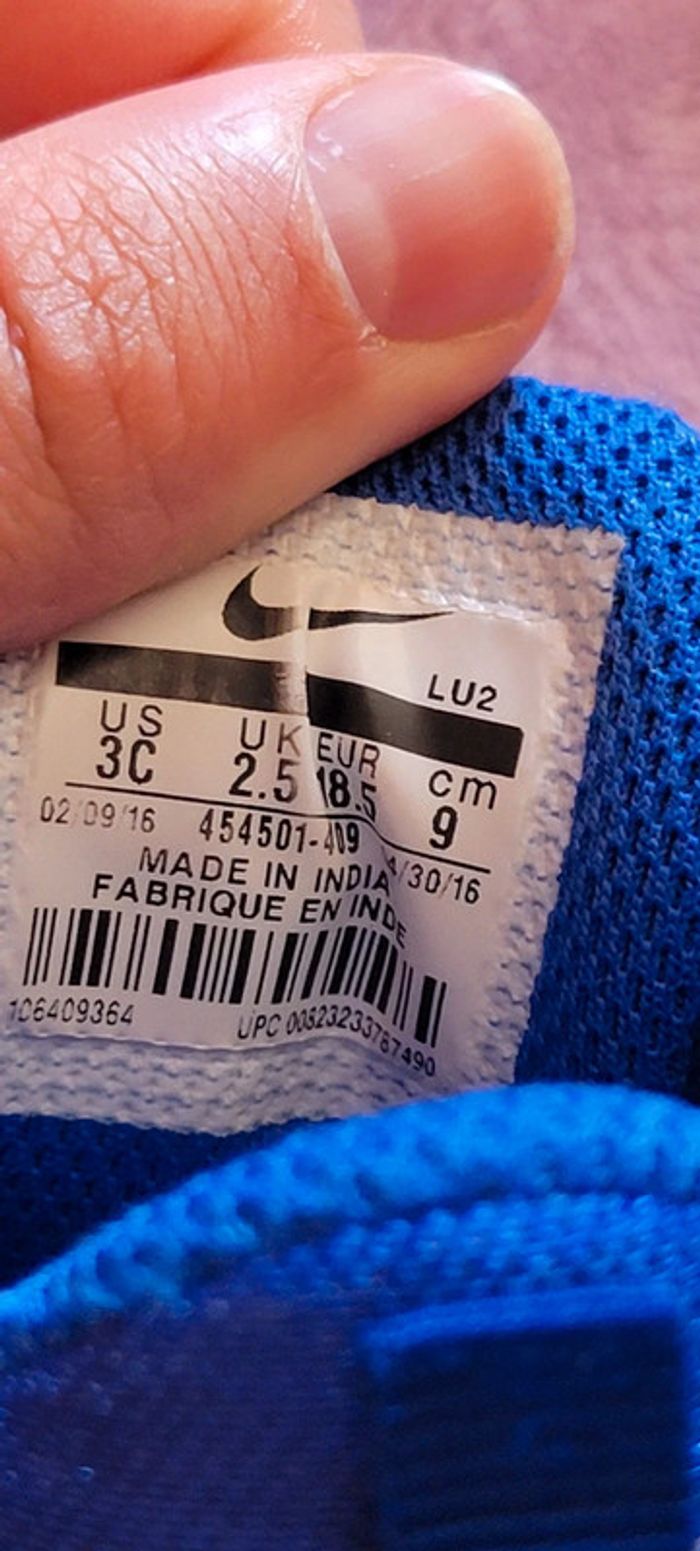 LU2
US UK EUR cm
3C 2.5 18.5 9
02/09/16 454501-409 4/30/16
MADE IN INDIA
FABRIQUE EN INDE
106409364 UPC 00823233787490